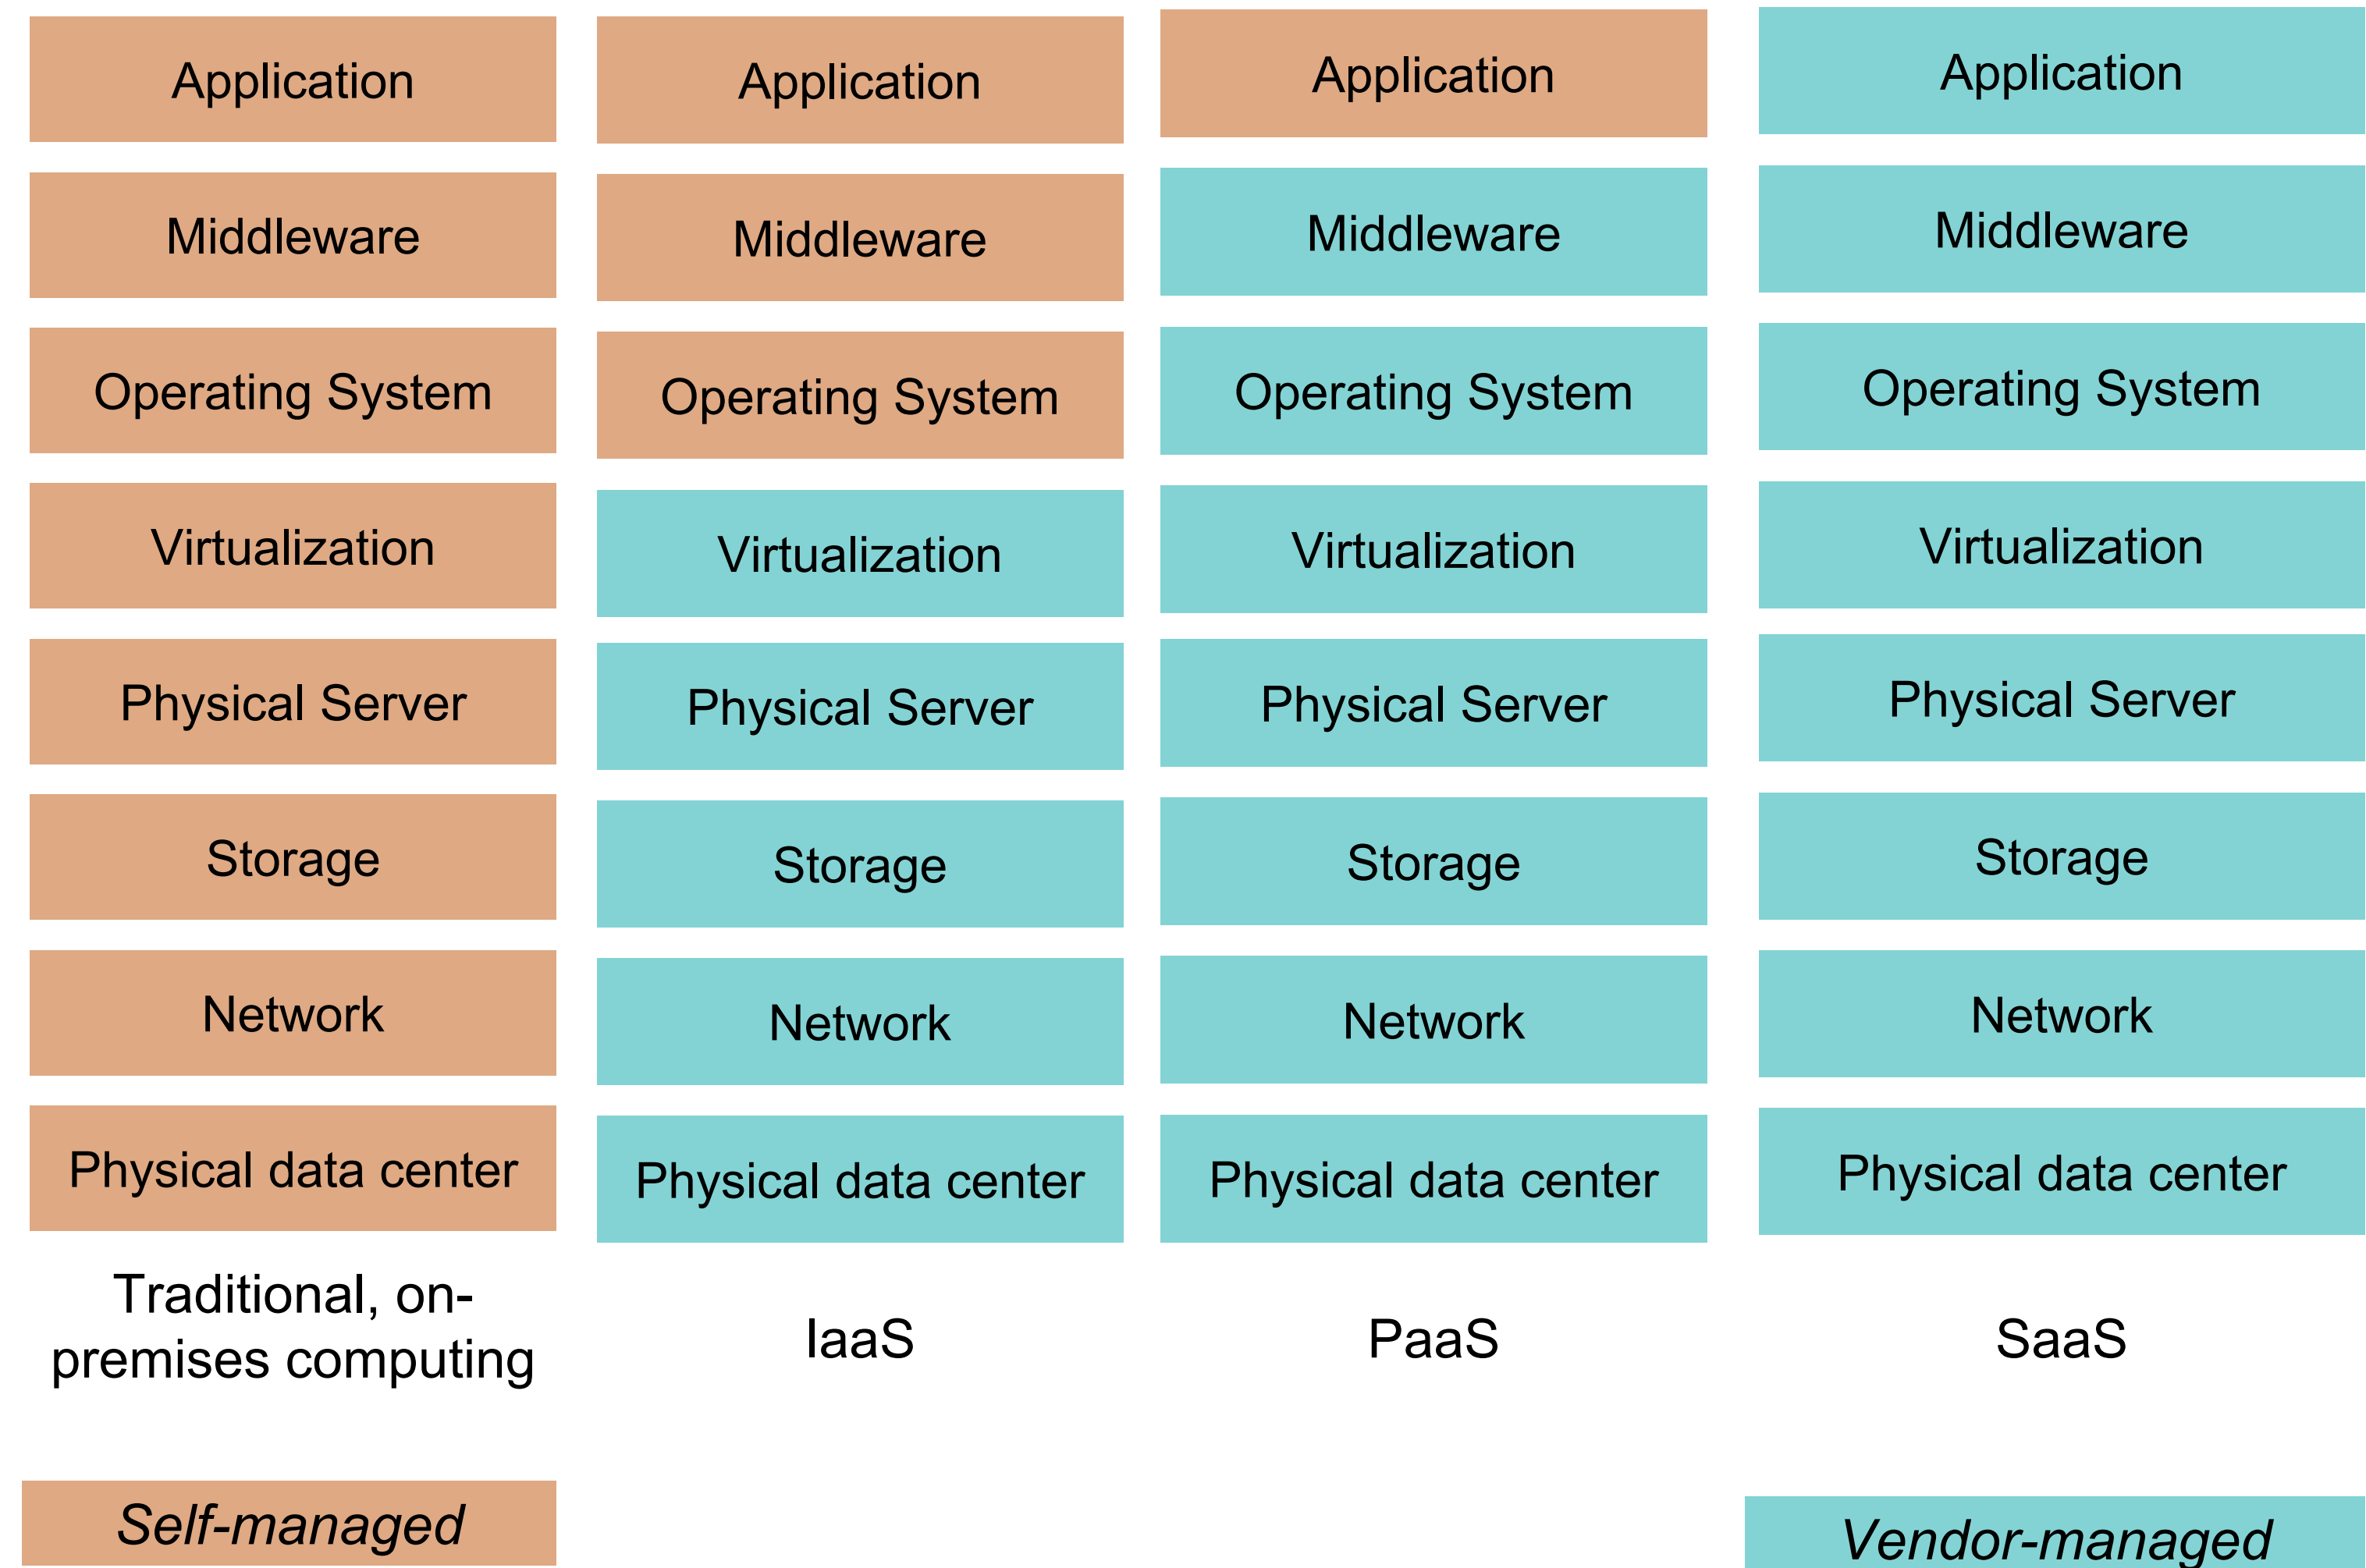 Application
Middleware
Operating System
Virtualization
Physical Server
Storage
Network
Physical data center
Traditional, on-
premises computing
Application
Middleware
Operating System
Virtualization
Physical Server
Storage
Network
Physical data center
IaaS
Application
Middleware
Operating System
Virtualization
Physical Server
Storage
Network
Physical data center
PaaS
Application
Middleware
Operating System
Virtualization
Physical Server
Storage
Network
Physical data center
SaaS
Self-managed
Vendor-managed